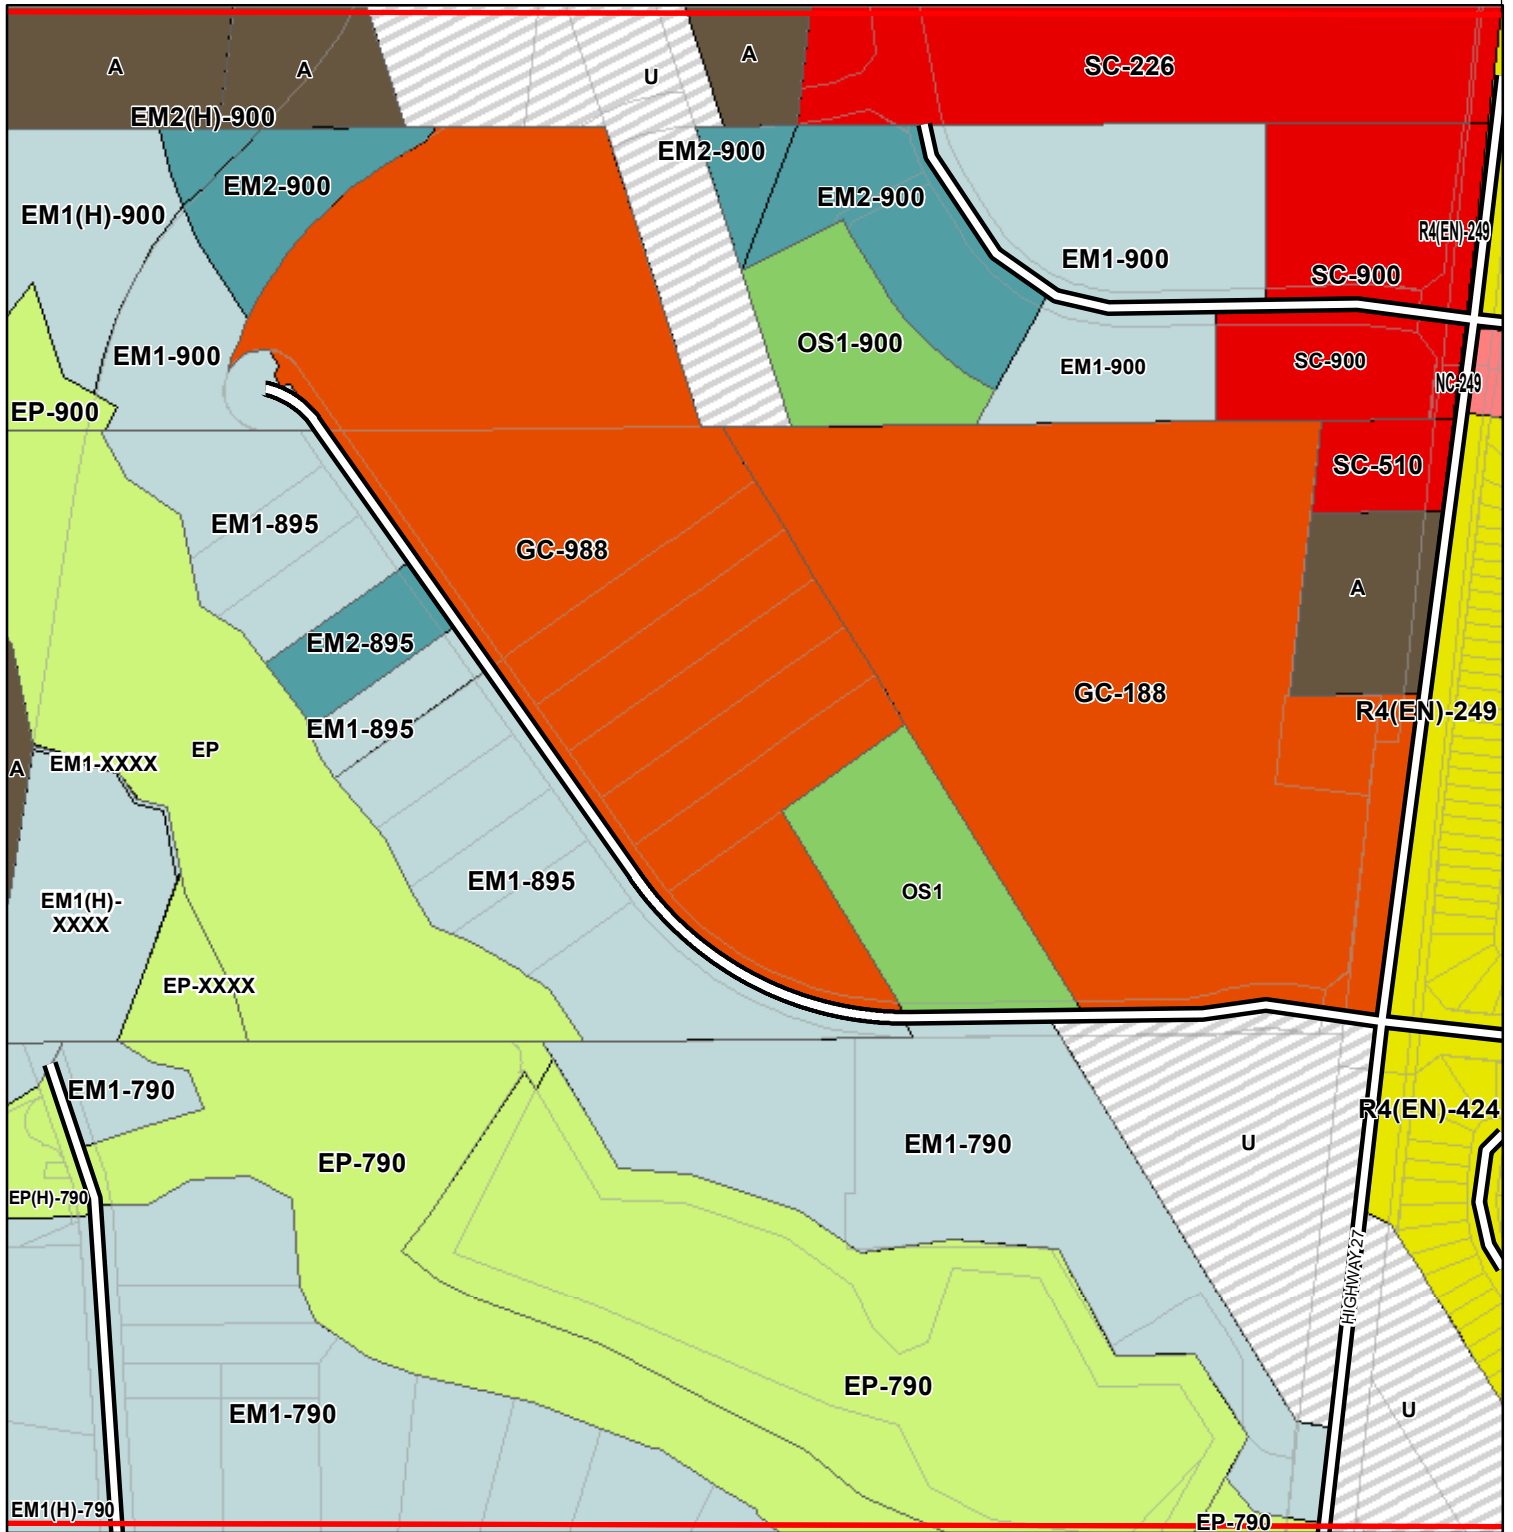 A
A
U
A
SC-226
EM2(H)-900
EM2-900
EM2-900
EM2-900
EM1(H)-900
R4(EN)-249
EM1-900
SC-900
OS1-900
EM1-900
EM1-900
SC-900
NC-249
EP-900
SC-510
EM1-895
GC-988
A
EM2-895
GC-188
R4(EN)-249
EM1-895
EP
EM1-XXXX
A
EM1-895
OS1
EM1(H)-
XXXX
EP-XXXX
EM1-790
R4(EN)-424
EM1-790
U
EP-790
EP(H)-790
HIGHWAY 27
EP-790
EM1-790
U
EM1(H)-790
EP-790